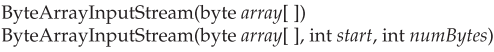 ByteArrayInputStream(byte array[ ])
ByteArrayInputStream(byte array[ ], int start, int numBytes)